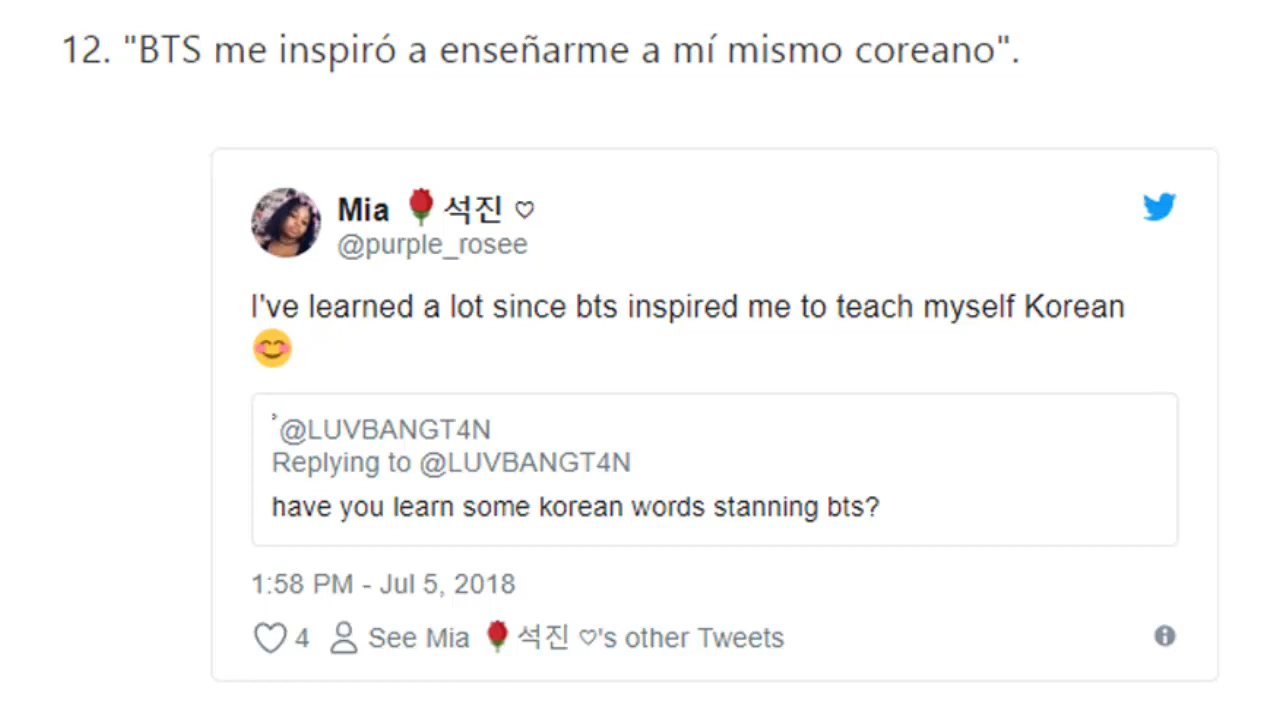 12. "BTS me inspiró a enseñarme a mí mismo coreano".
Mia 🌹석진 ♡
@purple_rosee
I've learned a lot since bts inspired me to teach myself Korean
😊
@LUVBANGT4N
Replying to @LUVBANGT4N
have you learn some korean words stanning bts?
1:58 PM - Jul 5, 2018
4 See Mia 🌹석진 ♡'s other Tweets